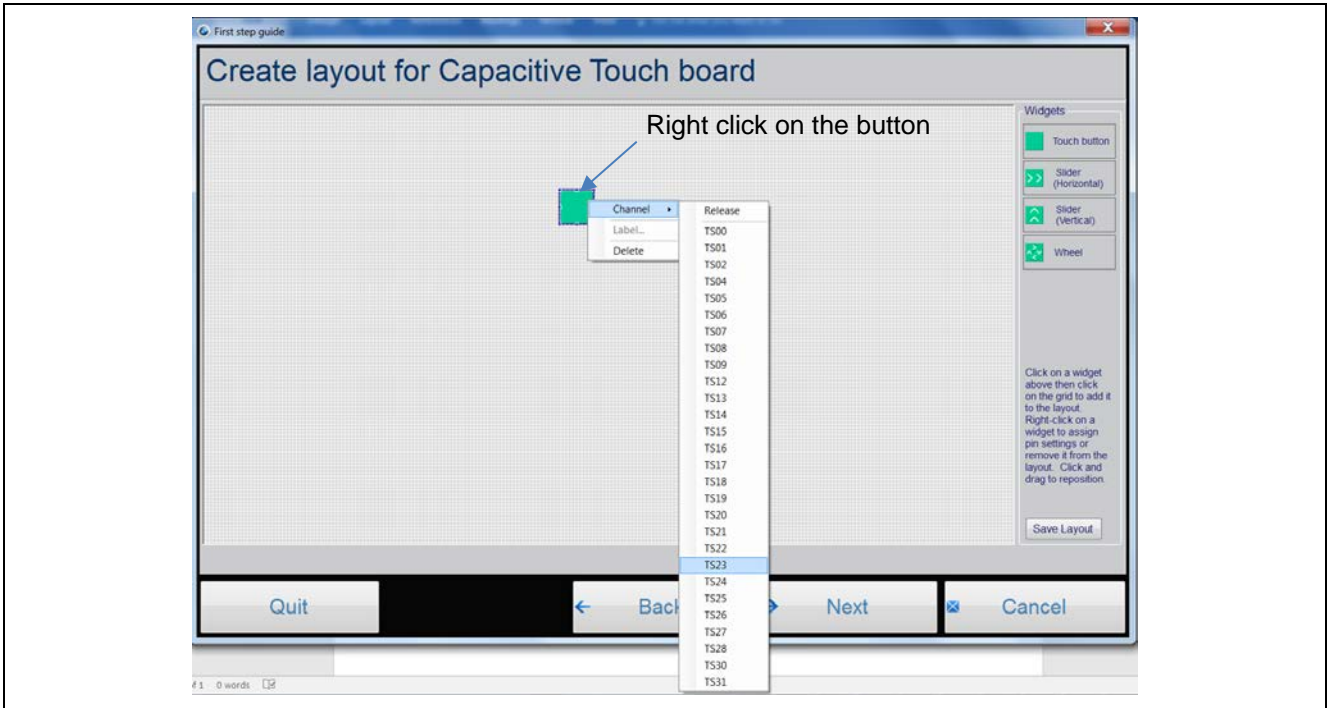 First step guide
Create layout for Capacitive Touch board
Right click on the button
Channel
Label...
Delete
Release
TS00
TS01
TS02
TS04
TS05
TS06
TS07
TS08
TS09
TS12
TS13
TS14
TS15
TS16
TS17
TS18
TS19
TS20
TS21
TS22
TS23
TS24
TS25
TS26
TS27
TS28
TS30
TS31
Widgets
Touch button
Slider
(Horizontal)
Slider
(Vertical)
Wheel
Click on a widget
above then click
on the grid to add it
to the layout.
Right-click on a
widget to assign
pin settings or
remove it from the
layout. Click and
drag to reposition.
Save Layout
Quit
Back
Next
Cancel
f 1 0 words